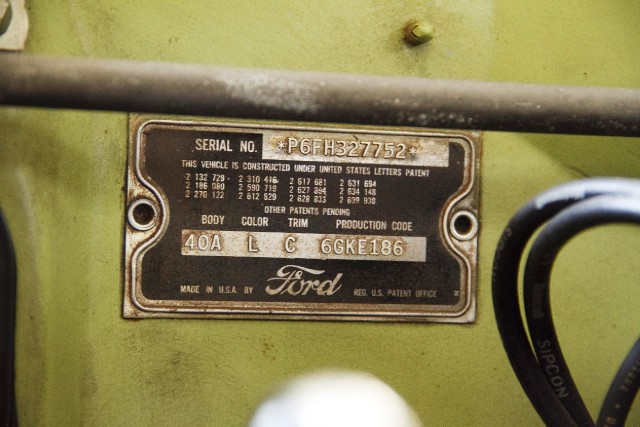 SERIAL NO. *P6FH327752*
THIS VEHICLE IS CONSTRUCTED UNDER UNITED STATES LETTERS PATENT
2 132 729 2 310 416 2 617 681 2 631 694
2 186 080 2 590 719 2 627 894 2 634 146
2 270 122 2 612 829 2 628 833 2 639 930
OTHER PATENTS PENDING
BODY COLOR TRIM PRODUCTION CODE
40A L C 6GKE186
MADE IN U.S.A. BY Ford REG. U.S. PATENT OFFICE 2
SIPCON